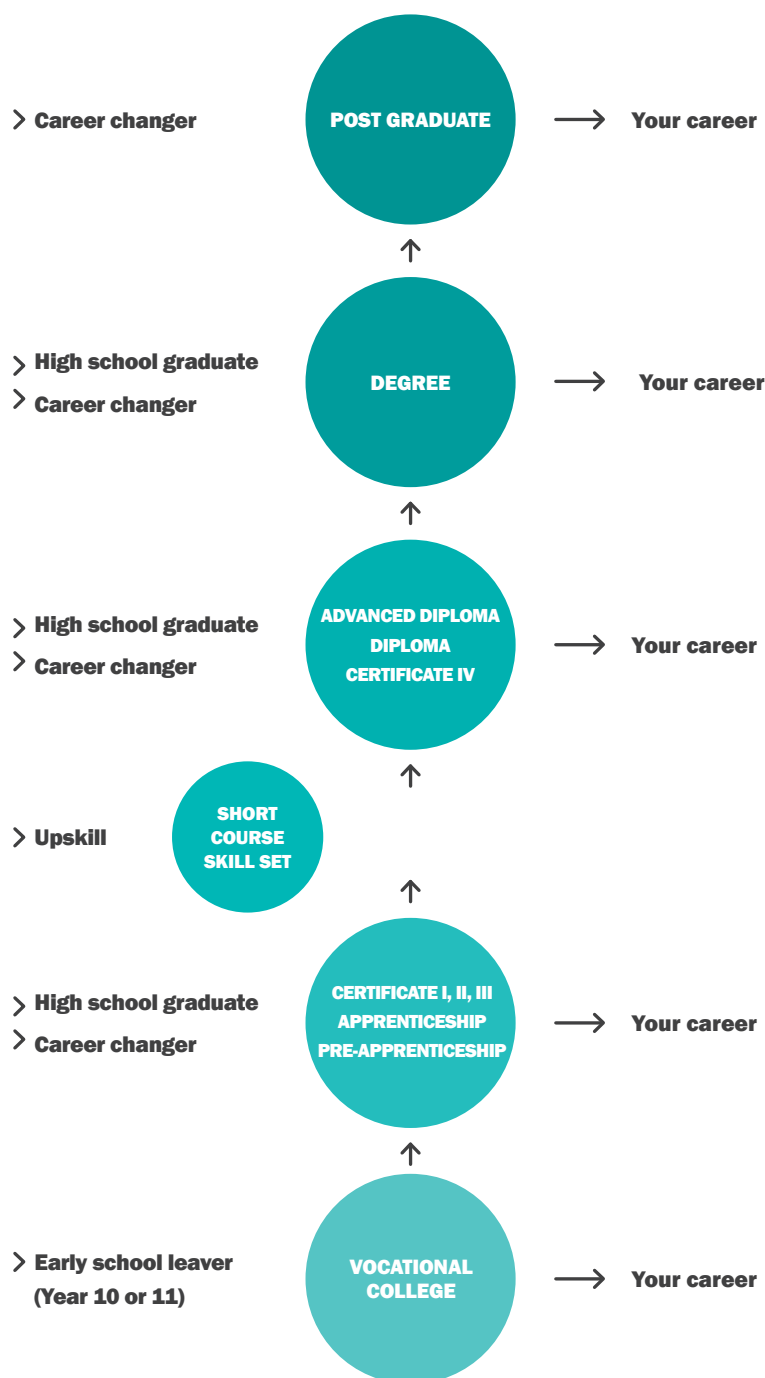 Career changer
POST GRADUATE
Your career
High school graduate
Career changer
DEGREE
Your career
High school graduate
Career changer
ADVANCED DIPLOMA
DIPLOMA
CERTIFICATE IV
Your career
Upskill
SHORT
COURSE
SKILL SET
High school graduate
Career changer
CERTIFICATE I, II, III
APPRENTICESHIP
PRE-APPRENTICESHIP
Your career
Early school leaver
(Year 10 or 11)
VOCATIONAL
COLLEGE
Your career